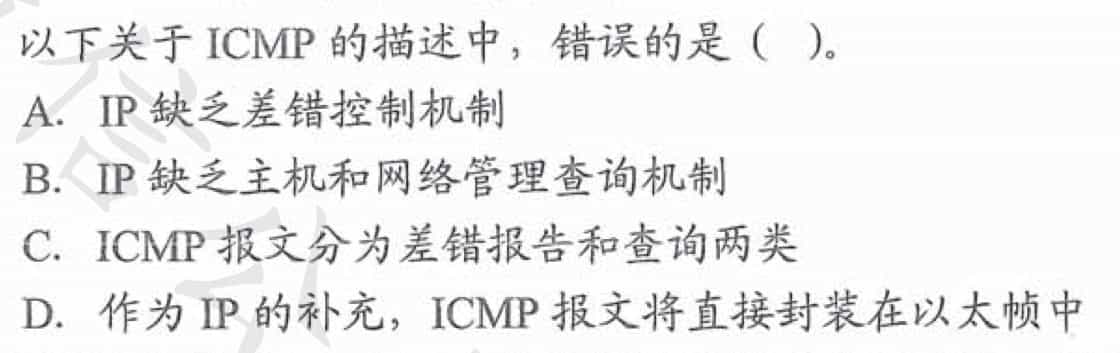 以下关于 ICMP 的描述中，错误的是（ ）。
A. IP 缺乏差错控制机制
B. IP 缺乏主机和网络管理查询机制
C. ICMP 报文分为差错报告和查询两类
D. 作为 IP 的补充，ICMP 报文将直接封装在以太帧中